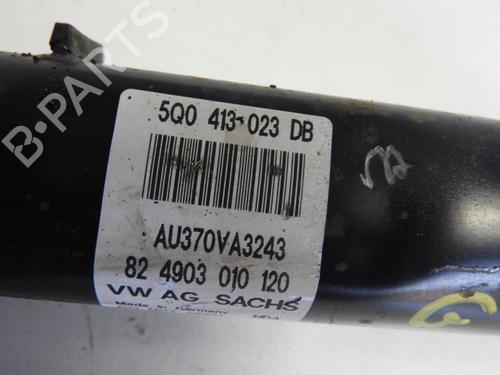 B-PARTS
5Q0 413 023 DB
AU370VA3243
82 4903 010 120
VW AG SACHS
Made in Germany